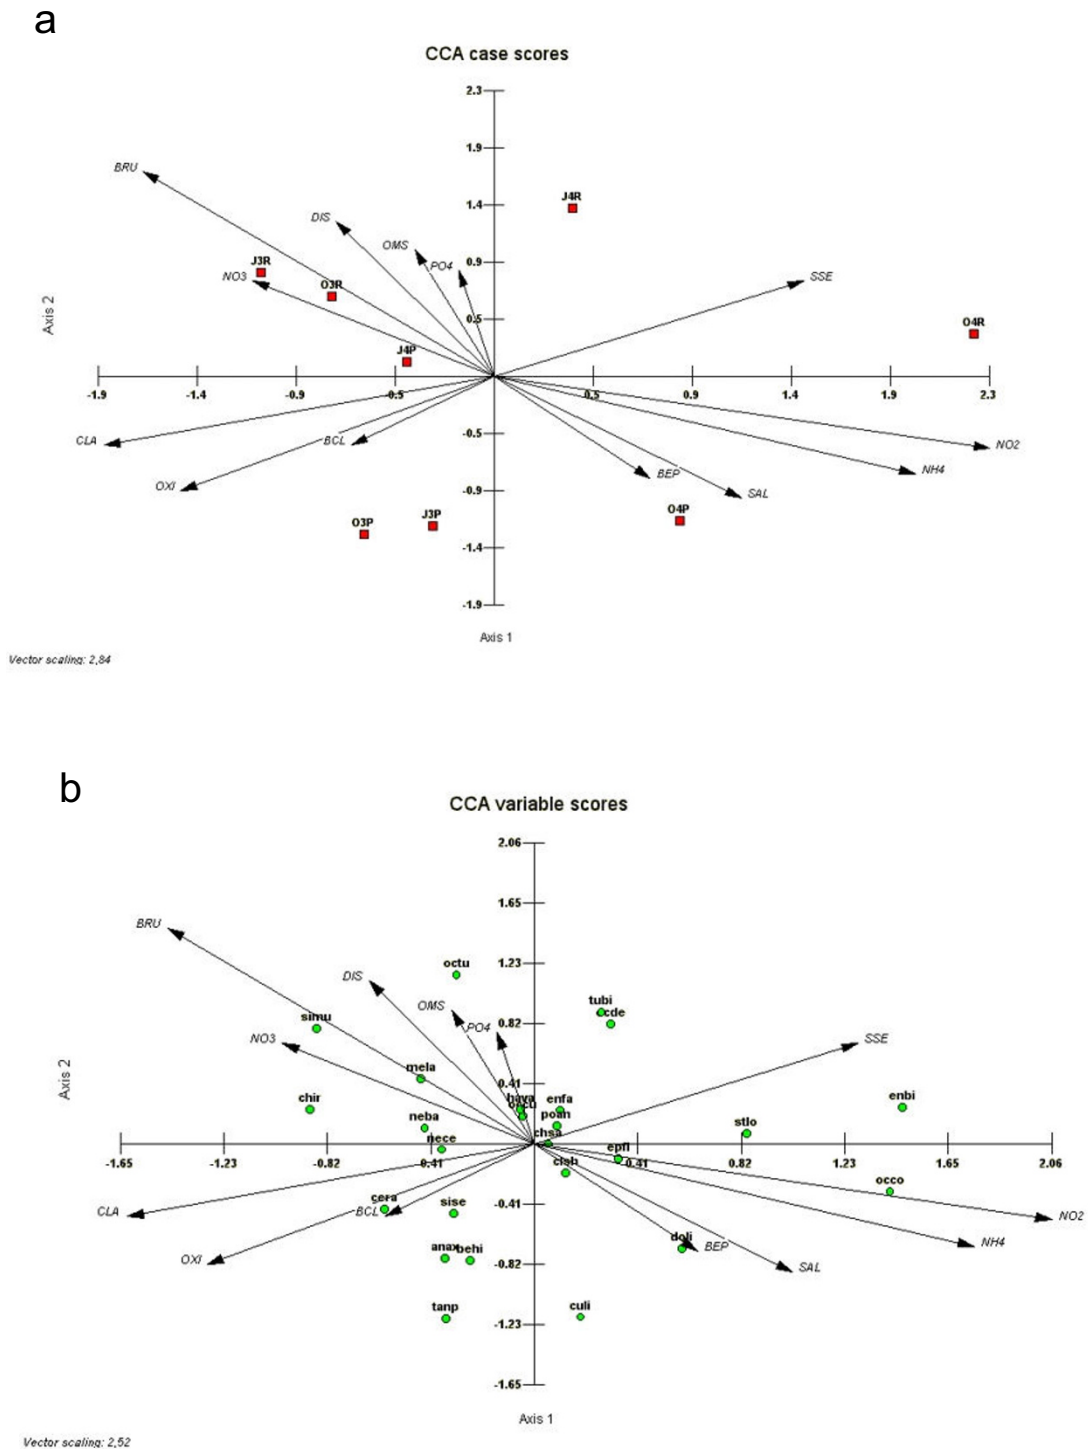 a
CCA case scores
2.3
1.9
BRU
1.4
J4R
DIS
OMS
J3R
0.9
PO4
NO3
SSE
O3R
Axis 2
0.5
O4R
J4P
-1.9
-1.4
-0.9
-0.5
0.5
0.9
1.4
1.9
2.3
CLA
BCL
-0.5
NO2
OXI
BEP
NH4
-0.9
SAL
O3P
J3P
O4P
-1.4
-1.9
Axis 1
Vector scaling: 2,84
b
CCA variable scores
2.06
1.65
BRU
octu
1.23
DIS
OMS
tubi
simu
0.82
PO4
NO3
SSE
Axis 2
mela
0.41
chir
enfa
enbi
neba
poan
stlo
nece
chsa
epfl
-1.65
-1.23
-0.82
-0.41
0.41
0.82
1.23
1.65
2.06
clsh
occo
cera
-0.41
CLA
BCL
sise
NO2
OXI
anax
behi
doli
BEP
NH4
-0.82
SAL
tanp
culi
-1.23
-1.65
Axis 1
Vector scaling: 2,52